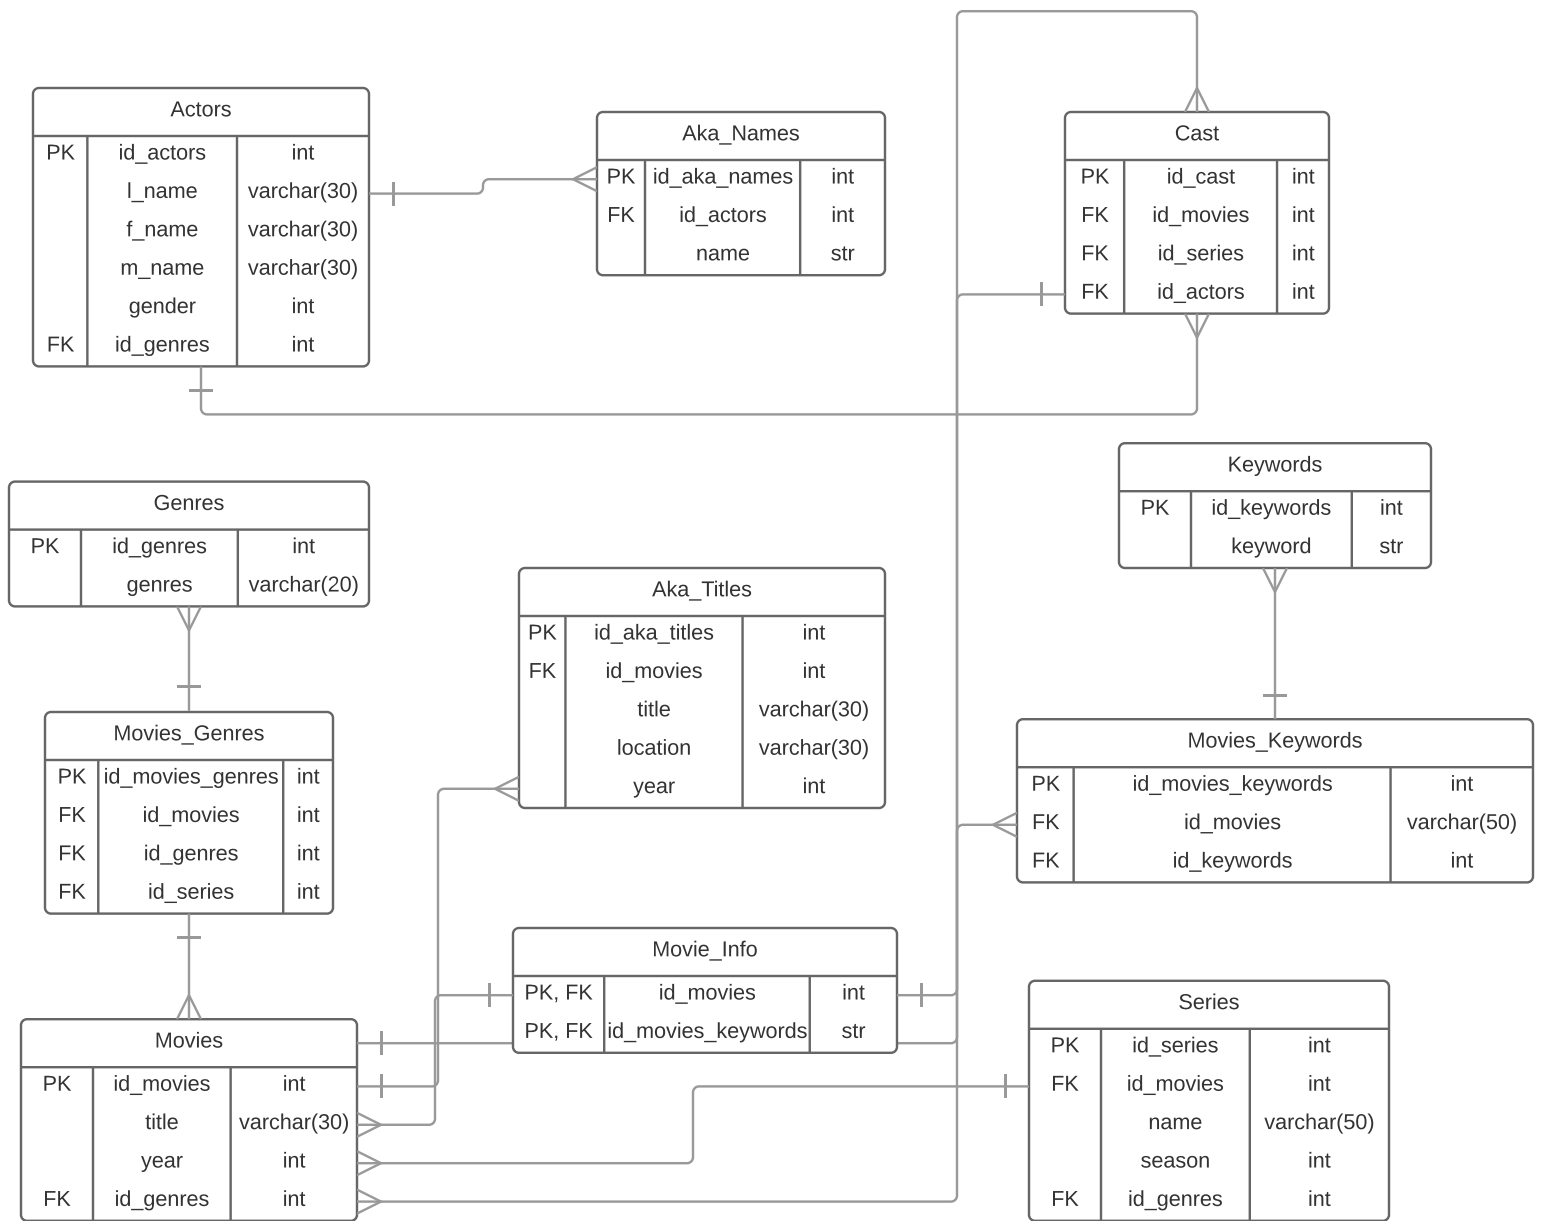 Actors
PK id_actors int
l_name varchar(30)
f_name varchar(30)
m_name varchar(30)
gender int
FK id_genres int
Aka_Names
PK id_aka_names int
FK id_actors int
name str
Cast
PK id_cast int
FK id_movies int
FK id_series int
FK id_actors int
Genres
PK id_genres int
genres varchar(20)
Keywords
PK id_keywords int
keyword str
Aka_Titles
PK id_aka_titles int
FK id_movies int
title varchar(30)
location varchar(30)
year int
Movies_Genres
PK id_movies_genres int
FK id_movies int
FK id_genres int
FK id_series int
Movies_Keywords
PK id_movies_keywords int
FK id_movies varchar(50)
FK id_keywords int
Movie_Info
PK, FK id_movies int
PK, FK id_movies_keywords str
Movies
PK id_movies int
title varchar(30)
year int
FK id_genres int
Series
PK id_series int
FK id_movies int
name varchar(50)
season int
FK id_genres int